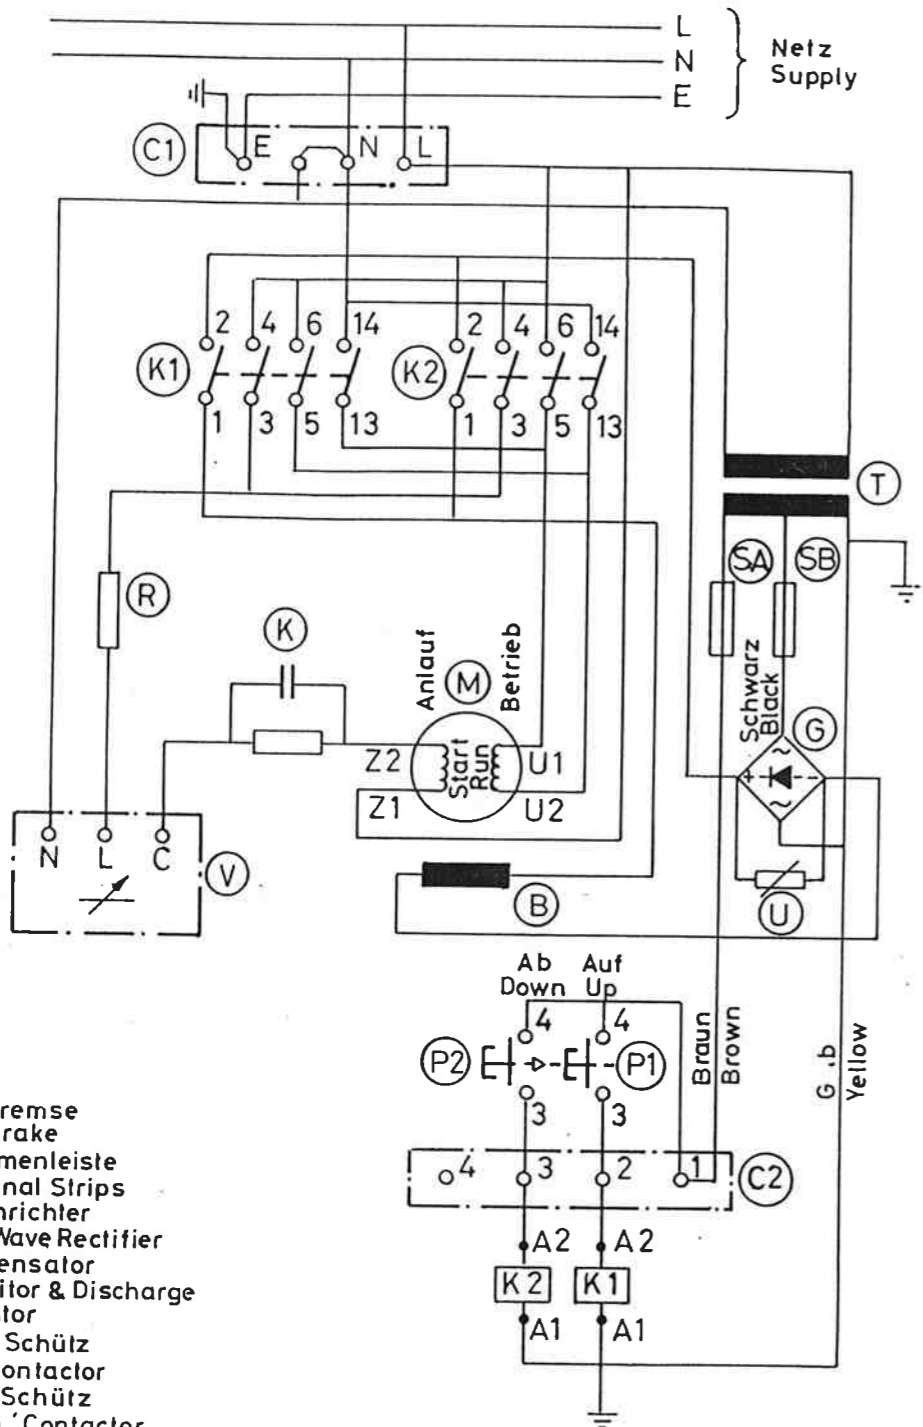 L
N
E
Netz
Supply
C1
E
N
L
2 4 6 14
2 4 6 14
K1
K2
1 3 5 13
1 3 5 13
T
SA
SB
R
K
Anlauf
M
Betrieb
Schwarz
Black
G
Z2
Start
Run
U1
Z1
U2
N
L
C
V
B
U
Ab
Down
Auf
Up
4
4
P2
P1
3
3
Braun
Brown
G .b
Yellow
4
3
2
1
C2
A2
A2
K2
K1
A1
A1
remse
rake
menleiste
nal Strips
hrichter
Wave Rectifier
ensator
itor & Discharge
tor
Schütz
ontactor
Schütz
Contactor